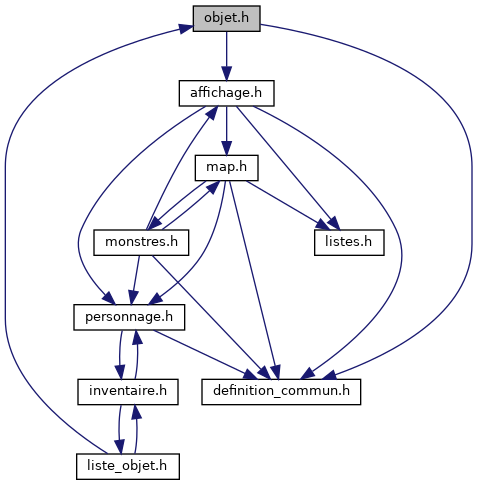 objet.h
affichage.h
map.h
monstres.h
listes.h
personnage.h
inventaire.h
definition_commun.h
liste_objet.h